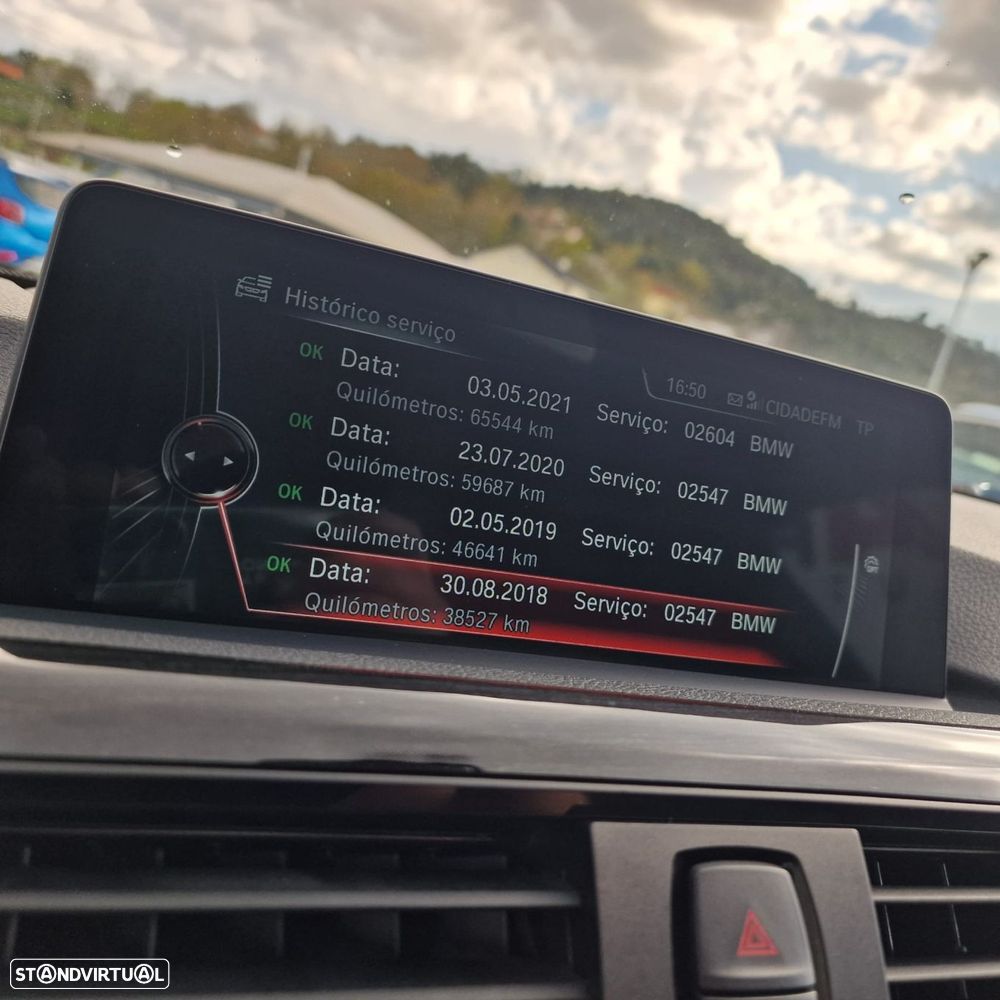 Histórico serviço
16:50 CIDADEFM TP
OK Data: 03.05.2021 Serviço: 02604 BMW
Quilómetros: 65544 km
OK Data: 23.07.2020 Serviço: 02547 BMW
Quilómetros: 59687 km
OK Data: 02.05.2019 Serviço: 02547 BMW
Quilómetros: 46641 km
OK Data: 30.08.2018 Serviço: 02547 BMW
Quilómetros: 38527 km
STANDVIRTUAL